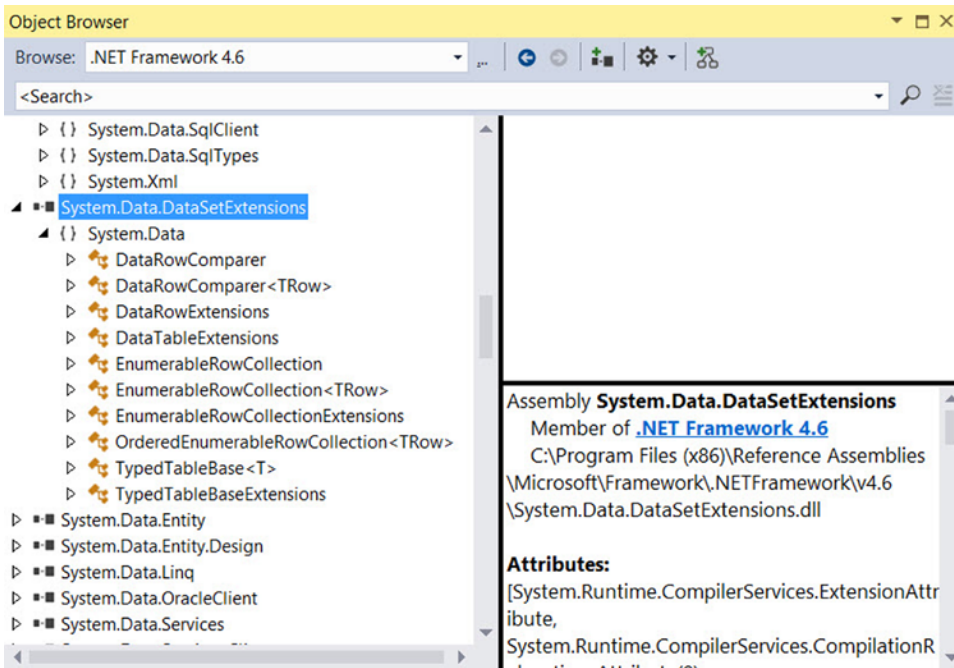 Object Browser
Browse: .NET Framework 4.6
...
<Search>
{ } System.Data.SqlClient
{ } System.Data.SqlTypes
{ } System.Xml
System.Data.DataSetExtensions
{ } System.Data
DataRowComparer
DataRowComparer<TRow>
DataRowExtensions
DataTableExtensions
EnumerableRowCollection
EnumerableRowCollection<TRow>
EnumerableRowCollectionExtensions
OrderedEnumerableRowCollection<TRow>
TypedTableBase<T>
TypedTableBaseExtensions
System.Data.Entity
System.Data.Entity.Design
System.Data.Linq
System.Data.OracleClient
System.Data.Services
Assembly System.Data.DataSetExtensions
Member of .NET Framework 4.6
C:\Program Files (x86)\Reference Assemblies
\Microsoft\Framework\.NETFramework\v4.6
\System.Data.DataSetExtensions.dll
Attributes:
[System.Runtime.CompilerServices.ExtensionAttr
ibute,
System.Runtime.CompilerServices.CompilationR